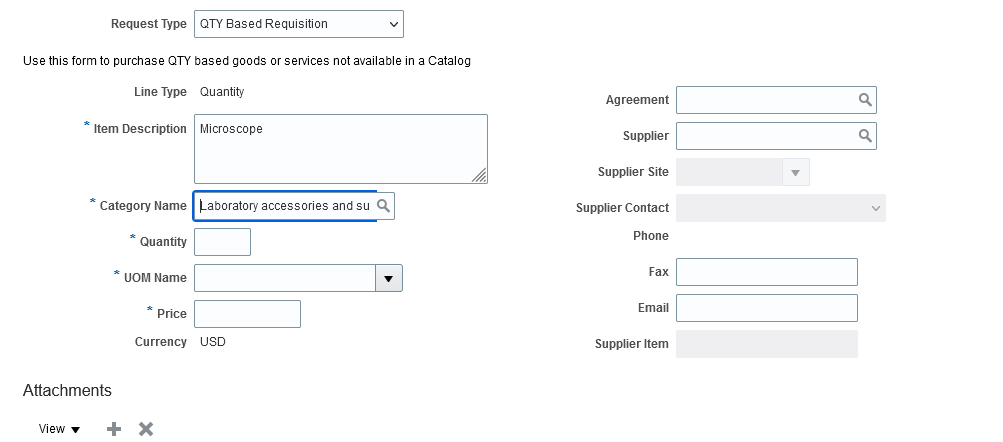 Request Type QTY Based Requisition
Use this form to purchase QTY based goods or services not available in a Catalog
Line Type Quantity
* Item Description Microscope
* Category Name Laboratory accessories and su
* Quantity
* UOM Name
* Price
Currency USD
Agreement
Supplier
Supplier Site
Supplier Contact
Phone
Fax
Email
Supplier Item
Attachments
View